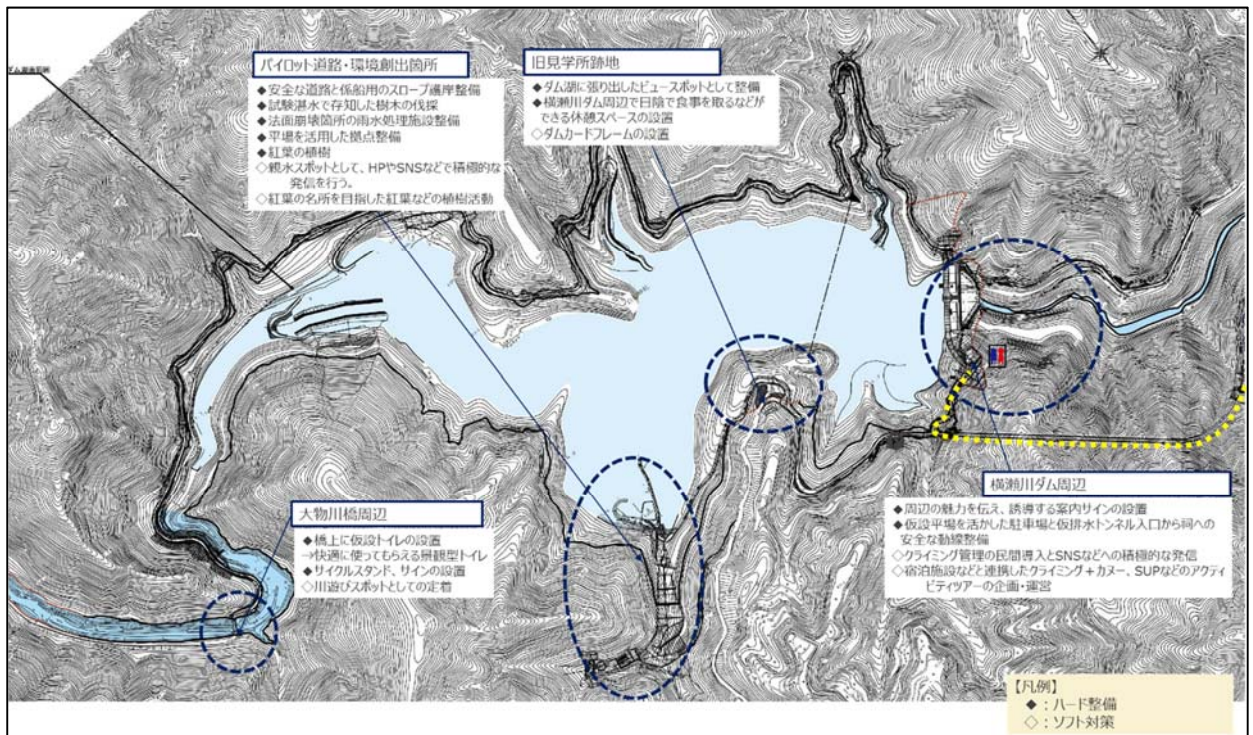 パイロット道路・環境創出箇所
◆安全な道路と係船用のスロープ護岸整備
◆試験湛水で存知した樹木の伐採
◆法面崩壊箇所の雨水処理施設整備
◆平場を活用した拠点整備
◆紅葉の植樹
◇親水スポットとして、HPやSNSなどで積極的な
発信を行う。
◇紅葉の名所を目指した紅葉などの植樹活動
旧見学所跡地
◆ダム湖に張り出したビュースポットとして整備
◆横瀬川ダム周辺で日陰で食事を取るなどが
できる休憩スペースの設置
◇ダムカードフレームの設置
大物川橋周辺
◆橋上に仮設トイレの設置
→快適に使ってもらえる景観型トイレ
◆サイクルスタンド、サインの設置
◇川遊びスポットとしての定着
横瀬川ダム周辺
◆周辺の魅力を伝え、誘導する案内サインの設置
◆仮設平場を活かした駐車場と仮排水トンネル入口から祠への
安全な動線整備
◇クライミング管理の民間導入とSNSなどへの積極的な発信
◇宿泊施設などと連携したクライミング+カヌー、SUPなどのアクティ
ビティツアーの企画・運営
【凡例】
◆：ハード整備
◇：ソフト対策